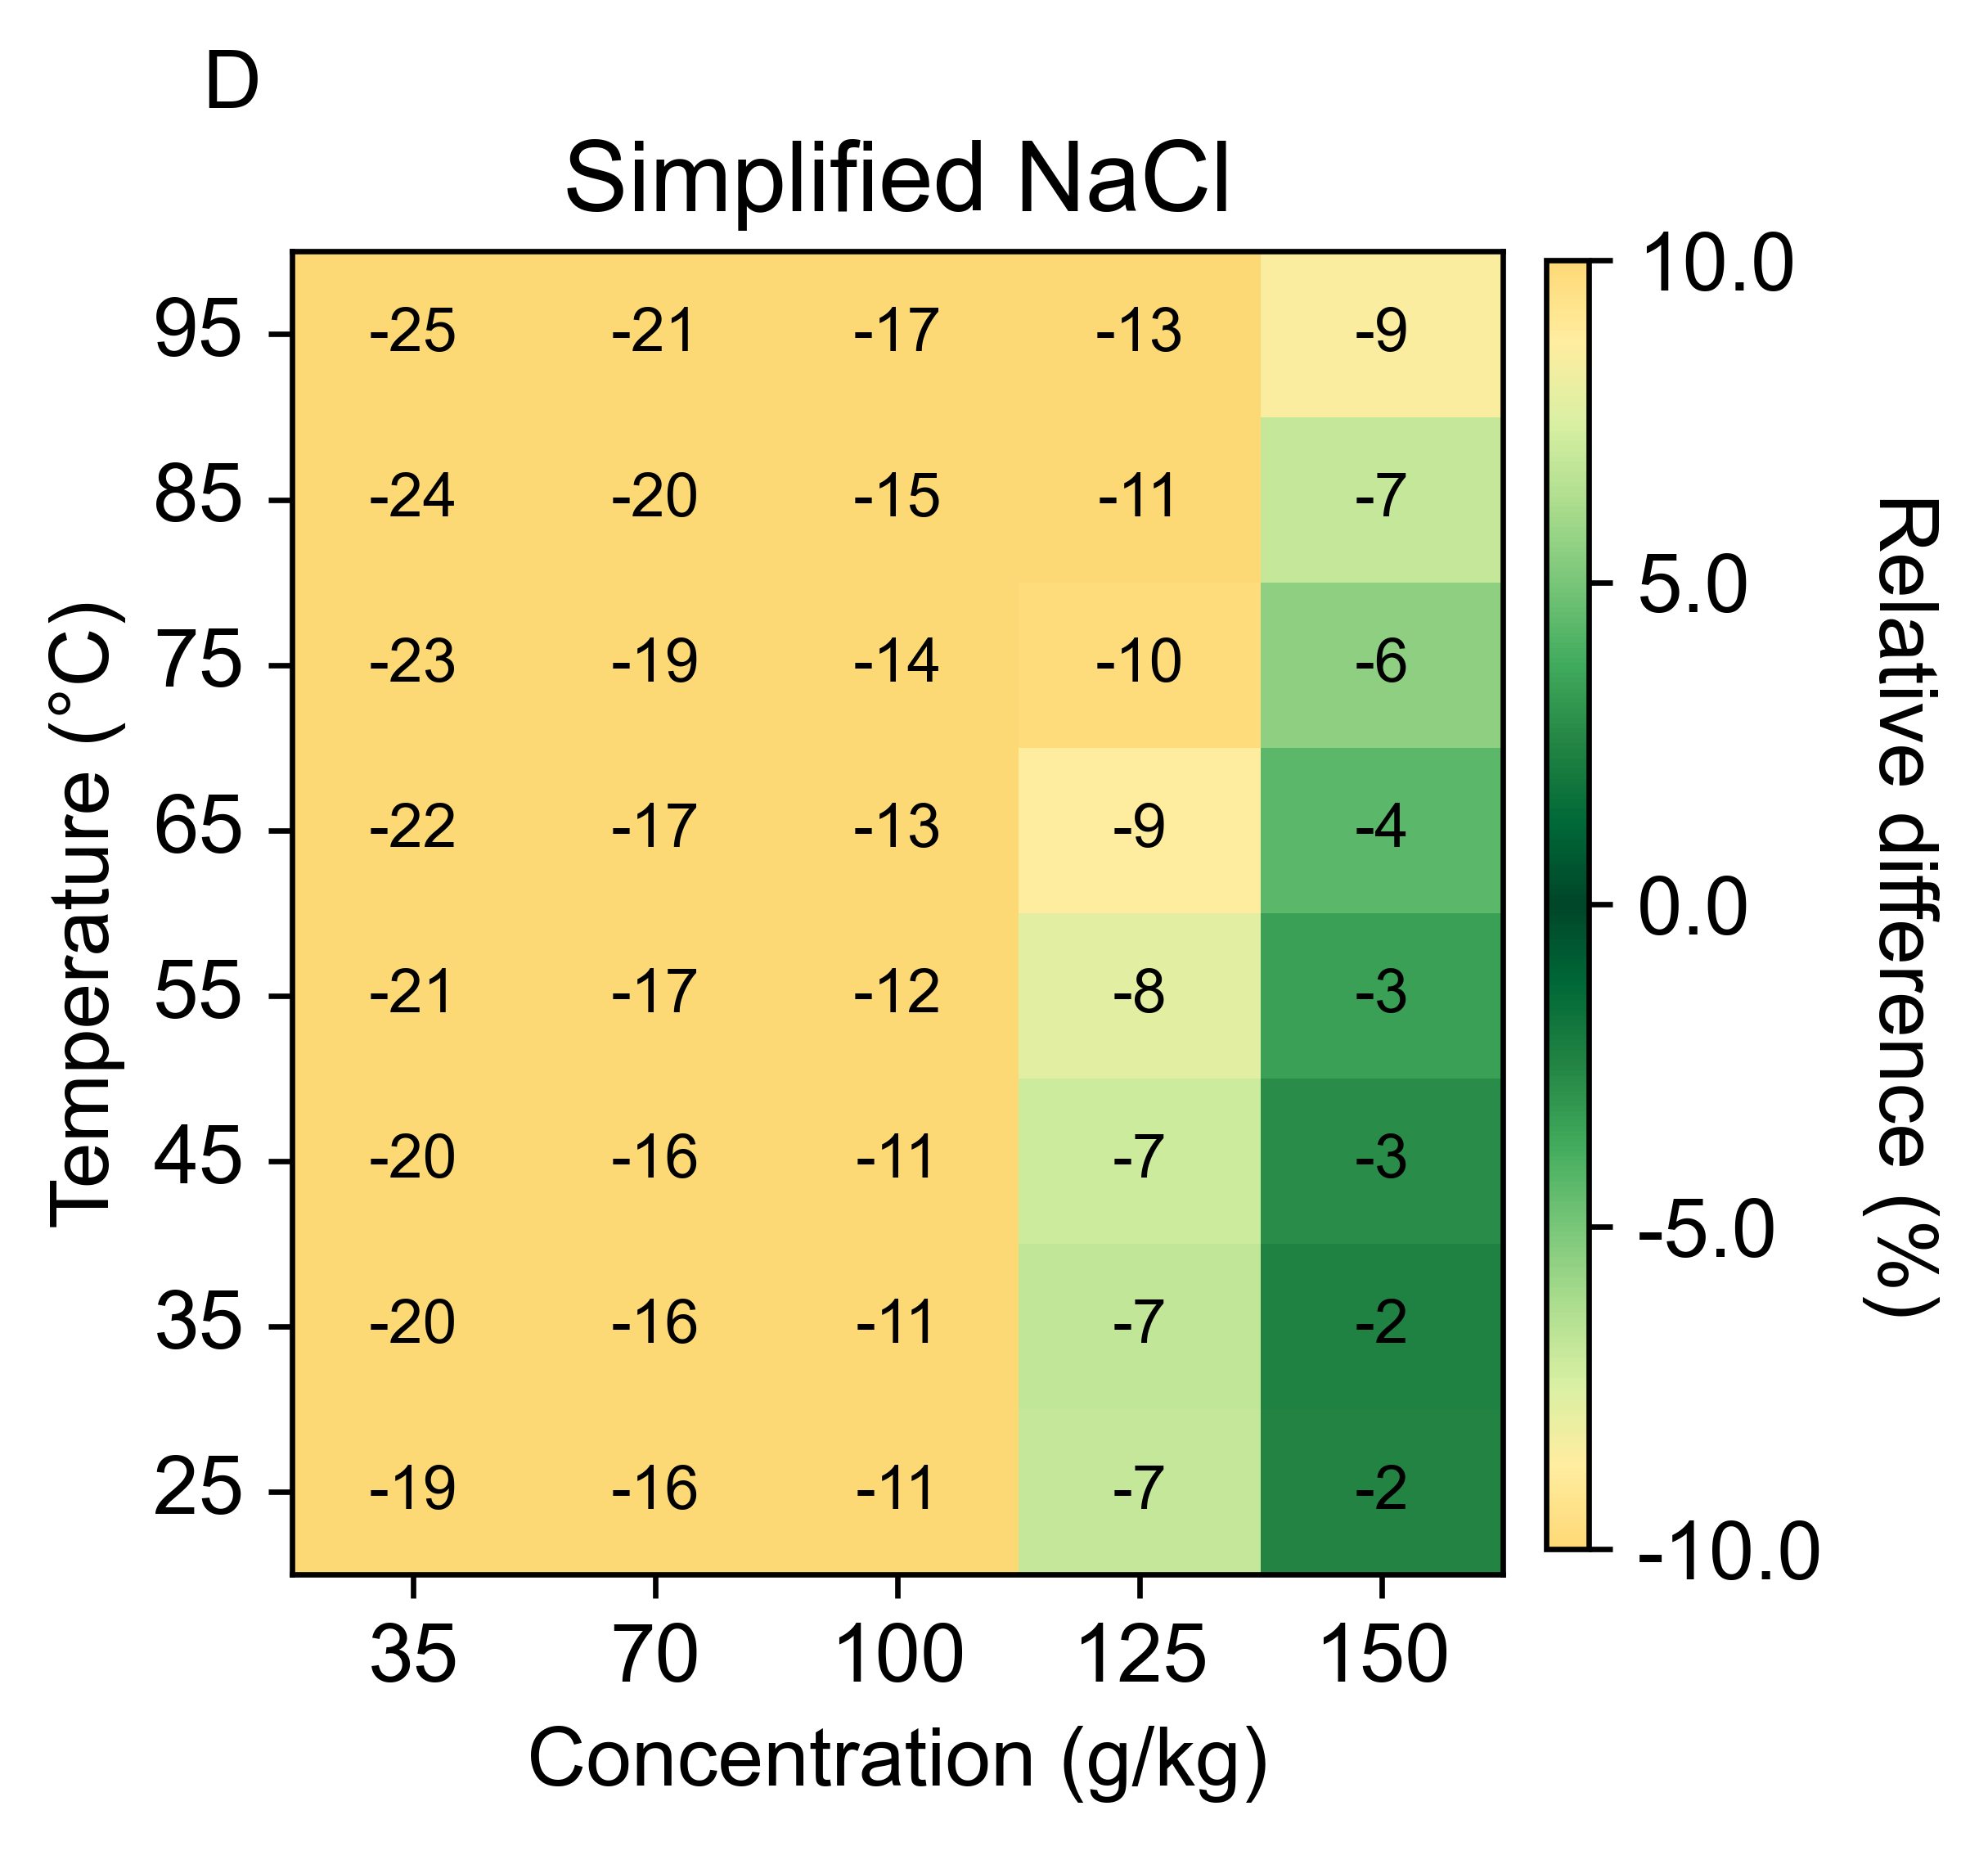 D
Simplified NaCl
95 -25 -21 -17 -13 -9
85 -24 -20 -15 -11 -7
75 -23 -19 -14 -10 -6
65 -22 -17 -13 -9 -4
55 -21 -17 -12 -8 -3
45 -20 -16 -11 -7 -3
35 -20 -16 -11 -7 -2
25 -19 -16 -11 -7 -2
35 70 100 125 150
Concentration (g/kg)
Temperature (°C)
10.0
5.0
0.0
-5.0
-10.0
Relative difference (%)